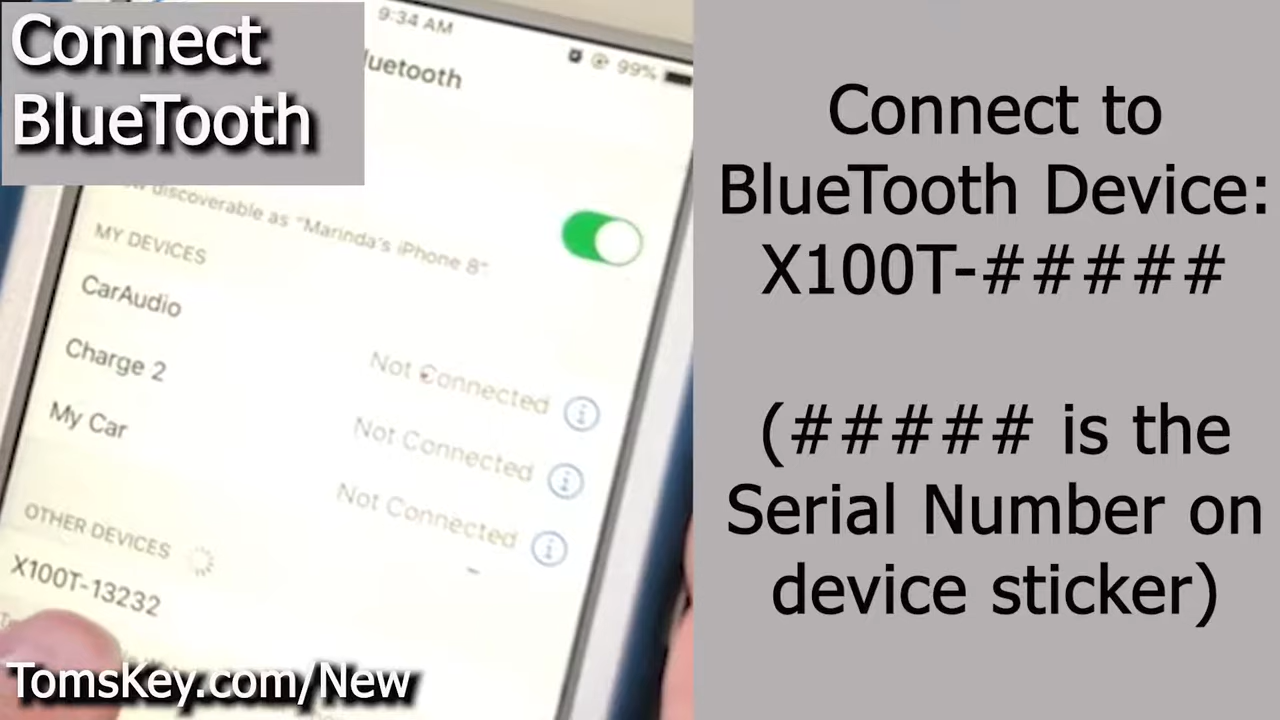 Connect
BlueTooth
9:34 AM
99%
luetooth
discoverable as "Marinda's iPhone 8".
MY DEVICES
CarAudio
Not Connected
Charge 2
Not Connected
My Car
Not Connected
OTHER DEVICES
X100T-13232
TomsKey.com/New
Connect to
BlueTooth Device:
X100T-#####
(##### is the
Serial Number on
device sticker)